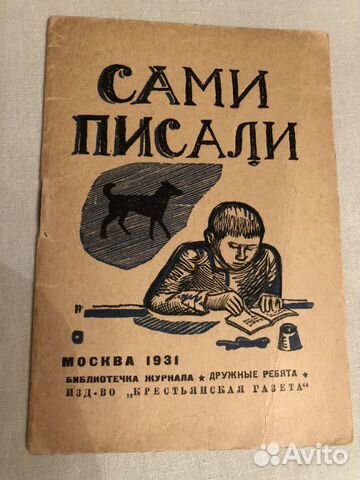 САМИ
ПИСАЛИ
МОСКВА 1931
БИБЛИОТЕЧКА ЖУРНАЛА ★ ДРУЖНЫЕ РЕБЯТА ★
ИЗД-ВО „КРЕСТЬЯНСКАЯ ГАЗЕТА“
Avito